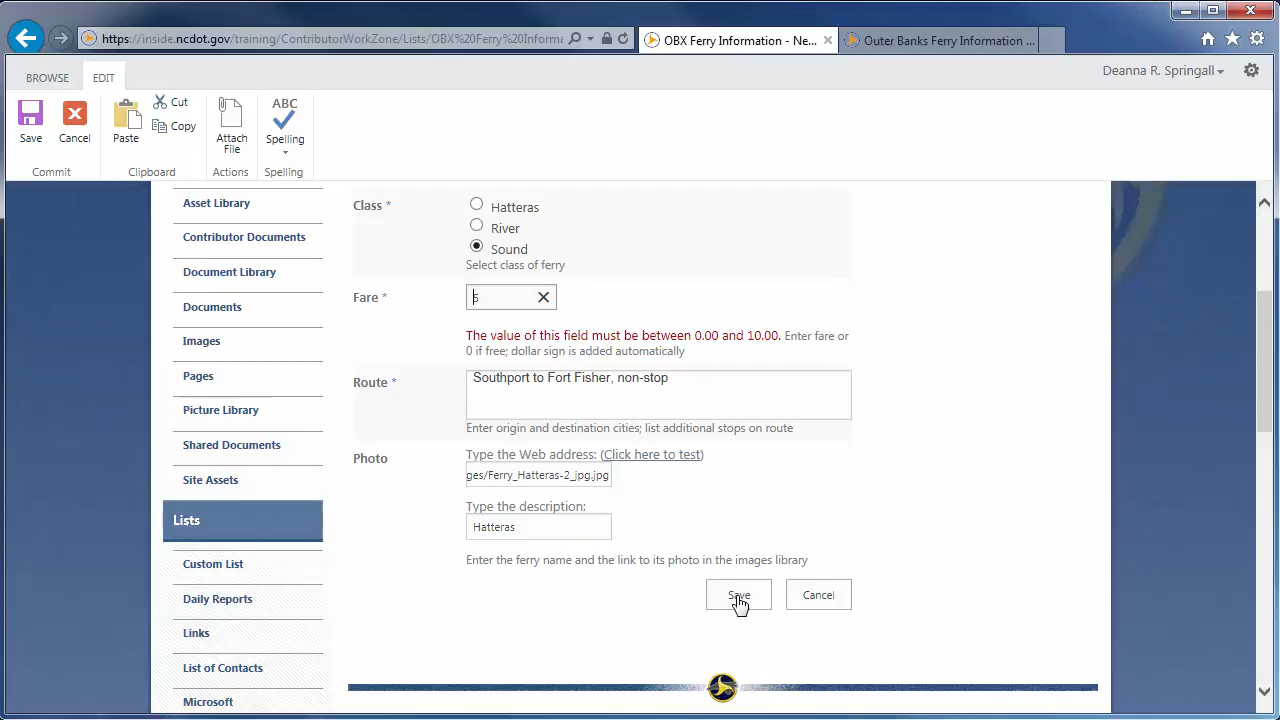 https://inside.ncdot.gov/training/ContributorWorkZone/Lists/OBX%20Ferry%20Informa
OBX Ferry Information - Ne...
Outer Banks Ferry Information ...
BROWSE
EDIT
Deanna R. Springall
Save
Cancel
Paste
Cut
Copy
Attach File
ABC
Spelling
Commit
Clipboard
Actions
Spelling
Asset Library
Contributor Documents
Document Library
Documents
Images
Pages
Picture Library
Shared Documents
Site Assets
Lists
Custom List
Daily Reports
Links
List of Contacts
Microsoft
Class *
Hatteras
River
Sound
Select class of ferry
Fare *
5
The value of this field must be between 0.00 and 10.00. Enter fare or
0 if free; dollar sign is added automatically
Route *
Southport to Fort Fisher, non-stop
Enter origin and destination cities; list additional stops on route
Photo
Type the Web address: (Click here to test)
ges/Ferry_Hatteras-2_jpg.jpg
Type the description:
Hatteras
Enter the ferry name and the link to its photo in the images library
Save
Cancel